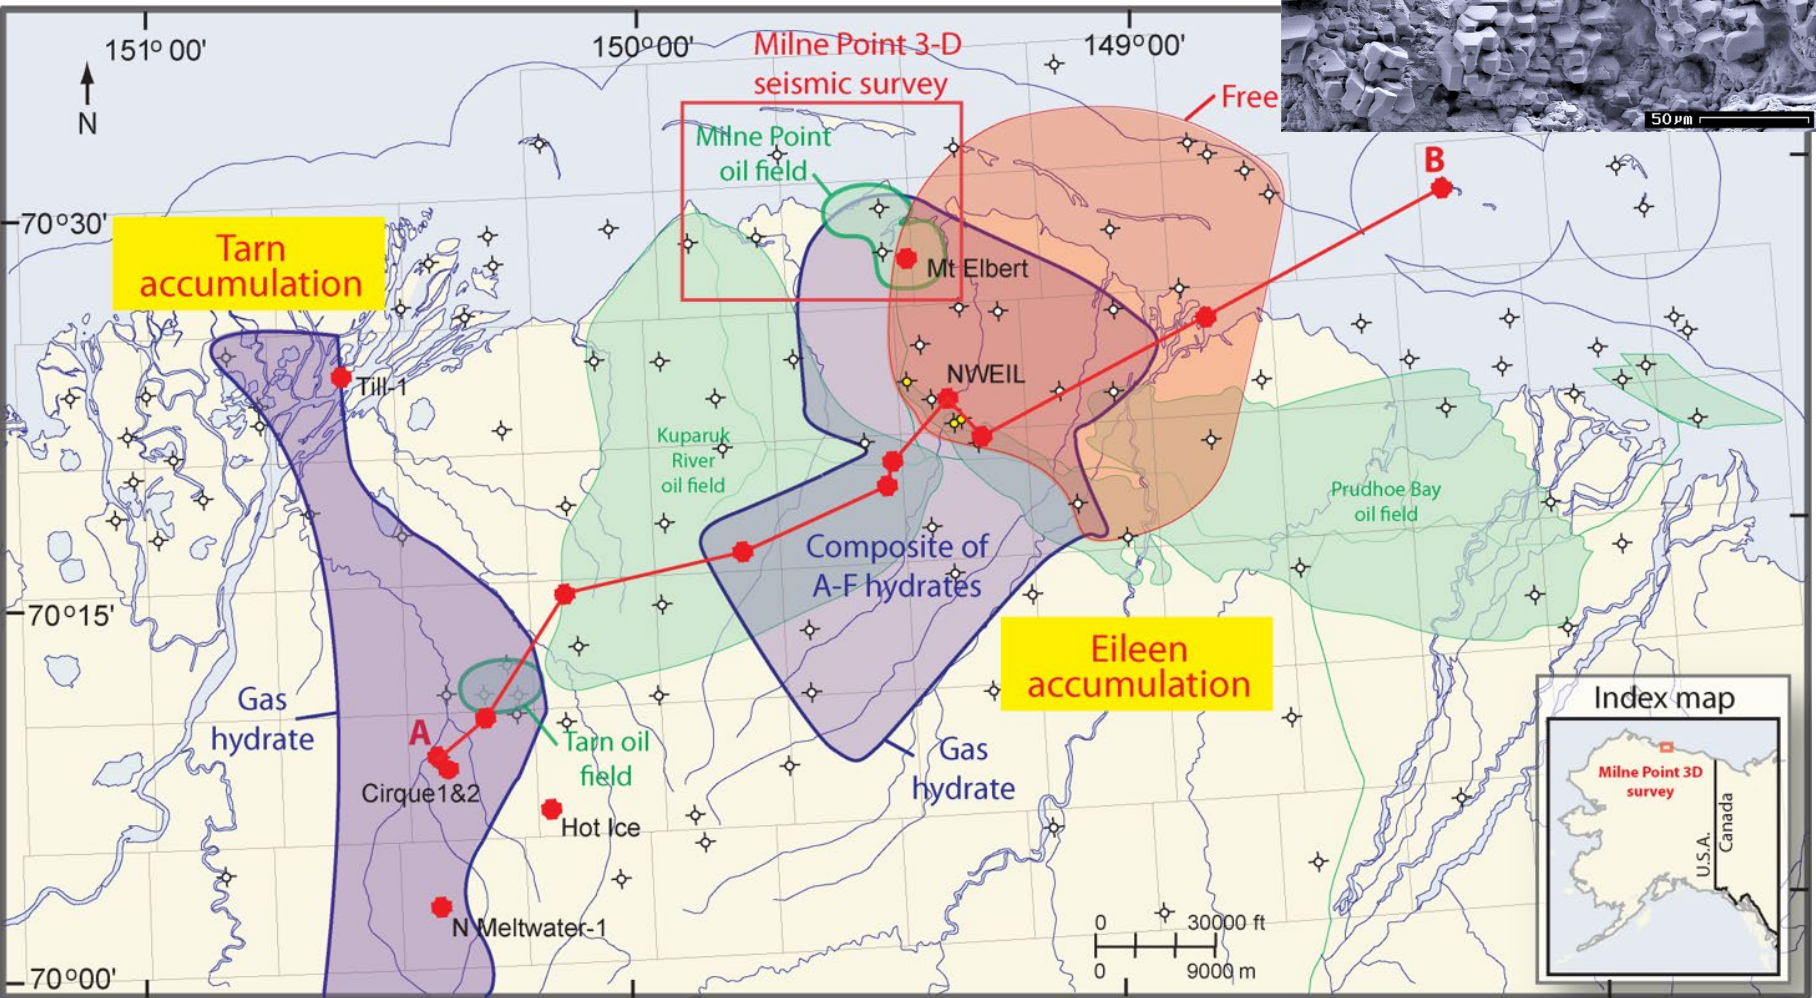 151° 00'
150°00'
149°00'
N
Milne Point 3-D
seismic survey
Free
50µm
Milne Point
oil field
B
70°30'
Tarn
accumulation
Mt Elbert
NWEIL
Till-1
Kuparuk
River
oil field
Prudhoe Bay
oil field
Composite of
A-F hydrates
70°15'
Eileen
accumulation
Gas
hydrate
A
Tarn oil
field
Gas
hydrate
Cirque1&2
Hot Ice
N Meltwater-1
0 30000 ft
0 9000 m
70°00'
Index map
Milne Point 3D
survey
U.S.A.
Canada